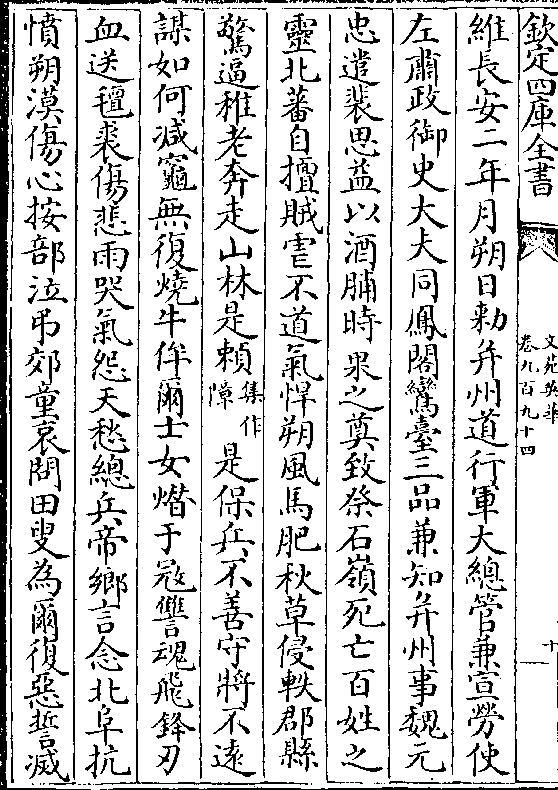 欽定四庫全書
文苑英華
卷九百九十四
十一
維長安二年月朔日勅并州道行軍大總管兼宣勞使
左肅政御史大夫同鳳閣鸞臺三品兼知并州事魏元
忠遣裴思益以酒脯時果之奠致祭石嶺死亡百姓之
靈北蕃自擅賊虐不道氣悍朔風馬肥秋草侵軼郡縣
驚逼稚老奔走山林是賴集作障是保兵不善守將不遠
謀如何減竈無復燒牛侔爾士女熸于寇讐魂飛鋒刃
血送氊裘傷悲雨哭氣怨天愁總兵帝鄉言念北阜抗
憤朔漠傷心按部泣弔郊童哀問田叟為爾復惡誓滅